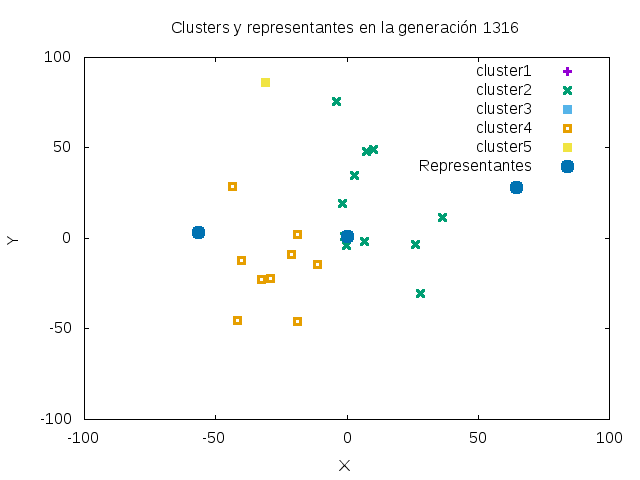 Clusters y representantes en la generación 1316
cluster1
cluster2
cluster3
cluster4
cluster5
Representantes
100
50
0
-50
-100
Y
-100
-50
0
50
100
X